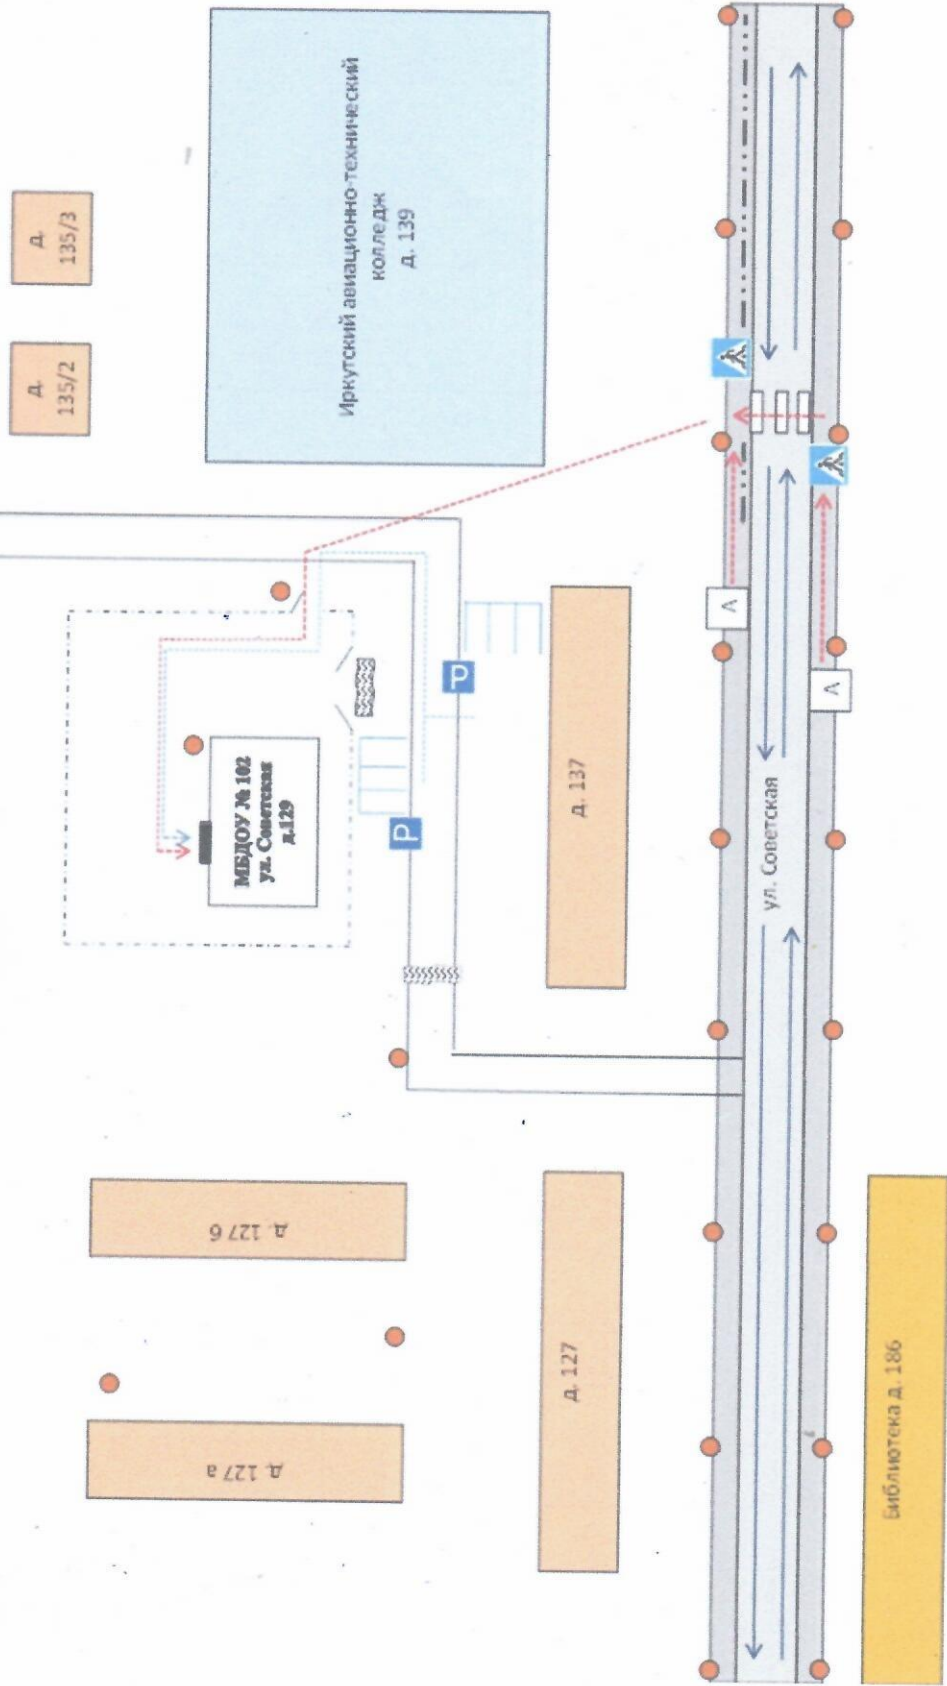 д.
135/2
д.
135/3
Иркутский авиационно-технический
колледж
д. 139
МБДОУ № 102
ул. Советская
д.129
Р
Р
д. 127 а
д. 127 б
д. 127
д. 137
А
А
ул. Советская
Библиотека д. 186